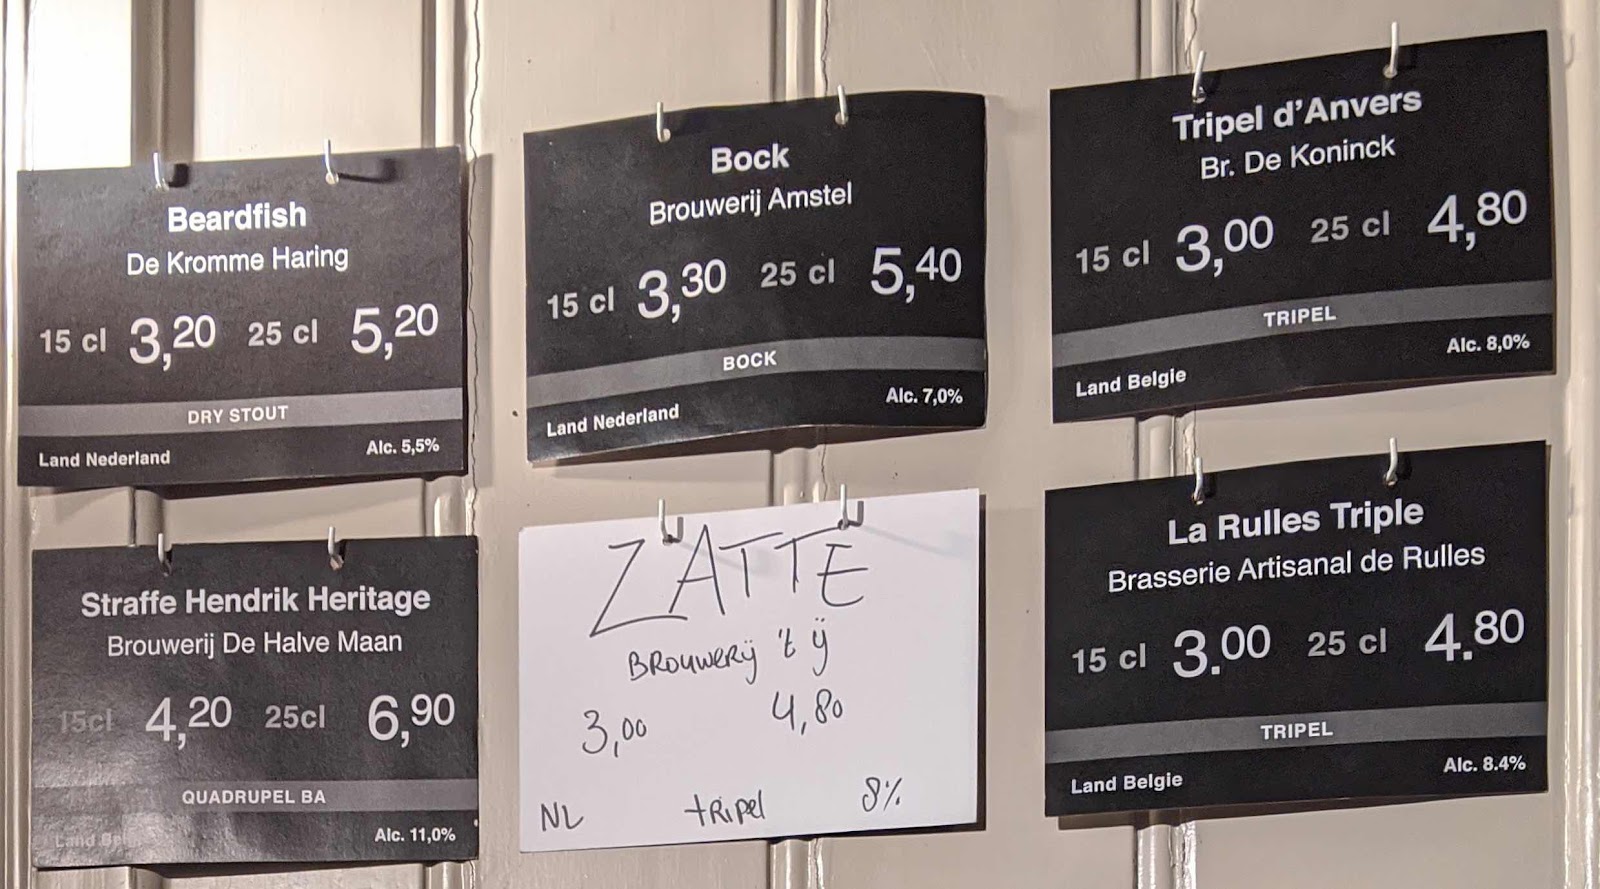 Beardfish
De Kromme Haring
15 cl 3,20 25 cl 5,20
DRY STOUT
Land Nederland Alc. 5,5%
Bock
Brouwerij Amstel
15 cl 3,30 25 cl 5,40
BOCK
Land Nederland Alc. 7,0%
Tripel d'Anvers
Br. De Koninck
15 cl 3,00 25 cl 4,80
TRIPEL
Land Belgie Alc. 8,0%
Straffe Hendrik Heritage
Brouwerij De Halve Maan
15cl 4,20 25cl 6,90
QUADRUPEL BA
Land Alc. 11,0%
ZATTE
BROUWERIJ 't ij
3,00 4,80
NL tripel 8%
La Rulles Triple
Brasserie Artisanal de Rulles
15 cl 3.00 25 cl 4.80
TRIPEL
Land Belgie Alc. 8.4%